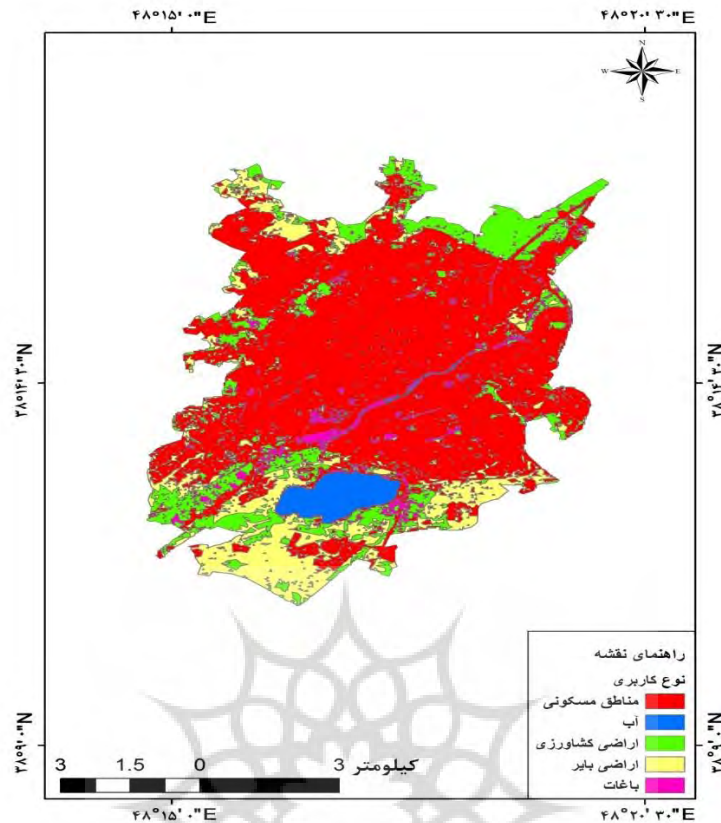 ۴۸°۱۵'۰"E
۴۸°۲۰'۳۰"E
N
W E
S
۳۸°۱۴'۳۰"N
۳۸°۱۴'۳۰"N
راهنمای نقشه
نوع کاربری
مناطق مسکونی
آب
اراضی کشاورزی
اراضی بایر
باغات
۳۸°۹'۰"N
۳۸°۹'۰"N
3 1.5 0 3 کیلومتر
۴۸°۱۵'۰"E
۴۸°۲۰'۳۰"E